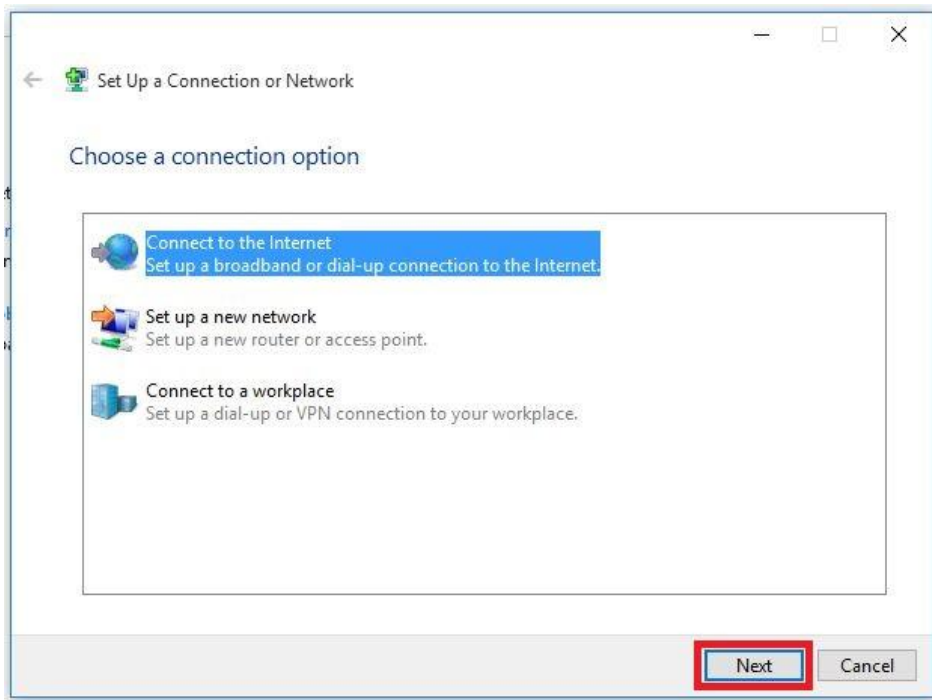 Set Up a Connection or Network
Choose a connection option
Connect to the Internet
Set up a broadband or dial-up connection to the Internet.
Set up a new network
Set up a new router or access point.
Connect to a workplace
Set up a dial-up or VPN connection to your workplace.
Next
Cancel